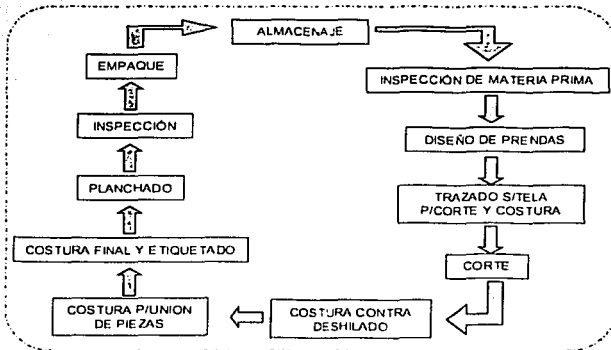 ALMACENAJE
INSPECCIÓN DE MATERIA PRIMA
DISEÑO DE PRENDAS
TRAZADO S/TELA
P/CORTE Y COSTURA
CORTE
COSTURA CONTRA
DESHILADO
COSTURA P/UNION
DE PIEZAS
COSTURA FINAL Y ETIQUETADO
PLANCHADO
INSPECCIÓN
EMPAQUE